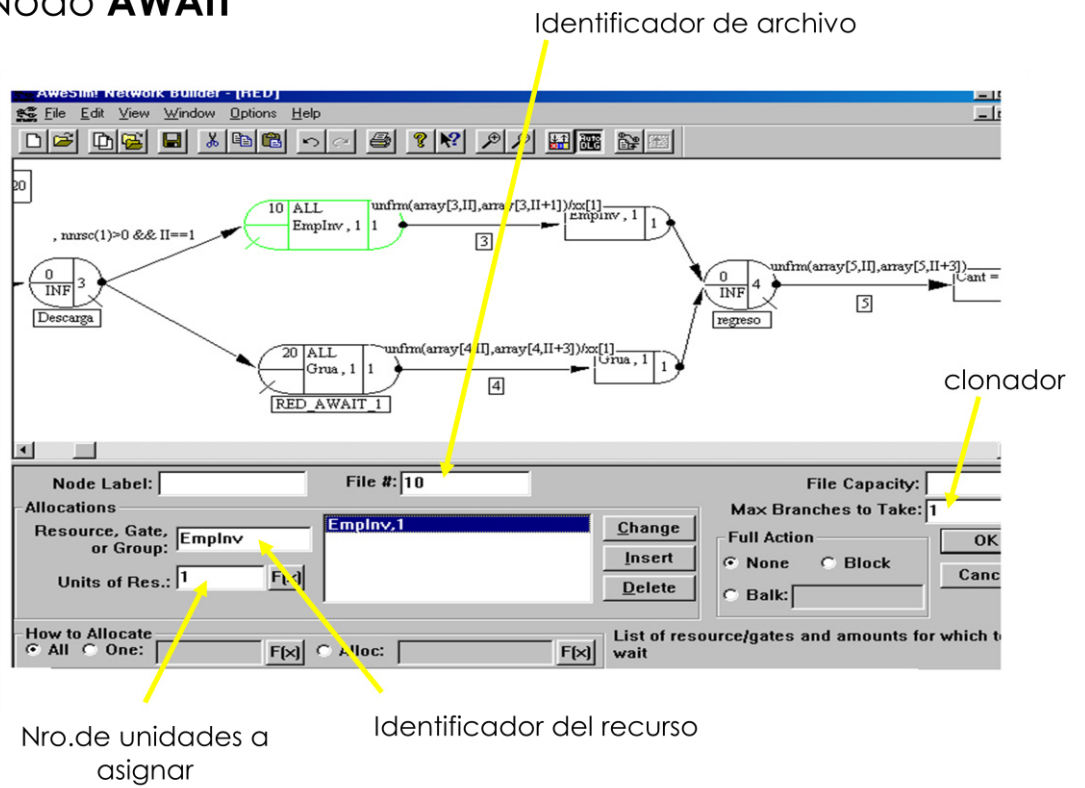 Nodo AWAIT
Identificador de archivo
AweSim! Network Builder - [RED]
File Edit View Window Options Help
20
10 ALL unfrm(array[3,II],array[3,II+1])/xx[1]
EmpInv , 1 1
EmpInv , 1 1
, nnrsc(1)>0 && II==1
3
0
INF 3
Descarga
unfrm(array[5,II],array[5,II+3])
0
INF 4
Cant =
5
regreso
20 ALL unfrm(array[4,II],array[4,II+3])/xx[1]
Grua , 1 1
Grua , 1 1
4
RED_AWAIT_1
clonador
Node Label: File #: 10 File Capacity:
Allocations Max Branches to Take: 1
Resource, Gate, or Group: EmpInv
EmpInv,1
Change
Full Action
OK
Units of Res.: 1 F(x)
Insert
None Block
Canc
Delete
Balk:
How to Allocate
All One: F(x) Alloc: F(x)
List of resource/gates and amounts for which t
wait
Identificador del recurso
Nro.de unidades a
asignar